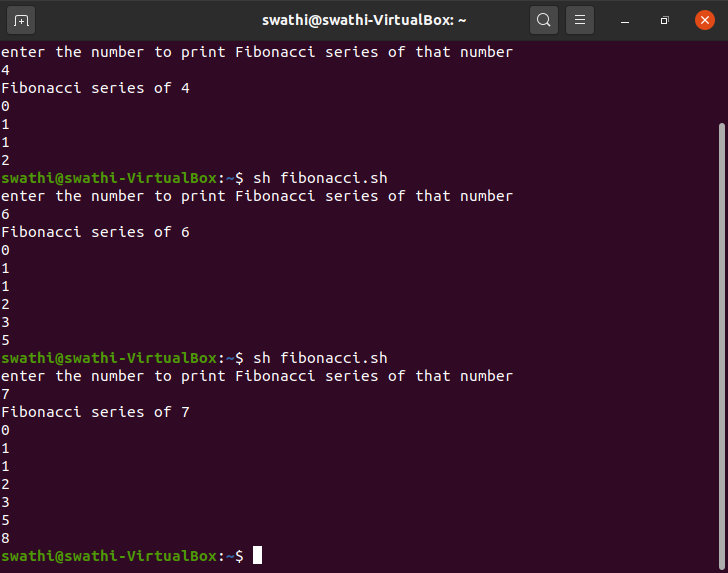 swathi@swathi-VirtualBox: ~
enter the number to print Fibonacci series of that number
4
Fibonacci series of 4
0
1
1
2
swathi@swathi-VirtualBox:~$ sh fibonacci.sh
enter the number to print Fibonacci series of that number
6
Fibonacci series of 6
0
1
1
2
3
5
swathi@swathi-VirtualBox:~$ sh fibonacci.sh
enter the number to print Fibonacci series of that number
7
Fibonacci series of 7
0
1
1
2
3
5
8
swathi@swathi-VirtualBox:~$